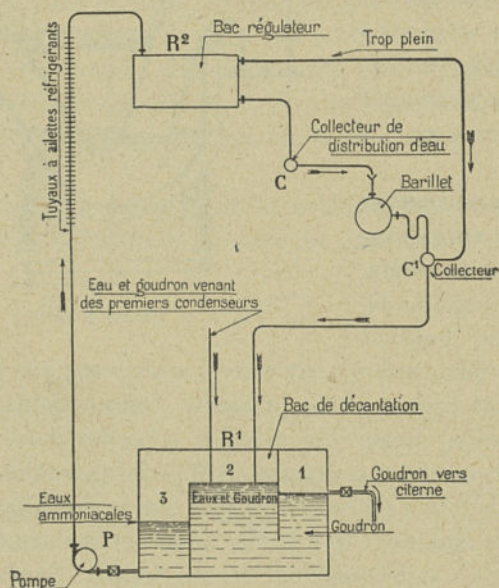 R²
Bac régulateur
Trop plein
Tuyaux à ailettes réfrigérants
Collecteur de
distribution d'eau
C
Barillet
C¹
Collecteur
Eau et goudron venant
des premiers condenseurs
Bac de décantation
R¹
1
2
3
Eaux et Goudron
Goudron vers
citerne
Eaux
ammoniacales
Goudron
P
Pompe